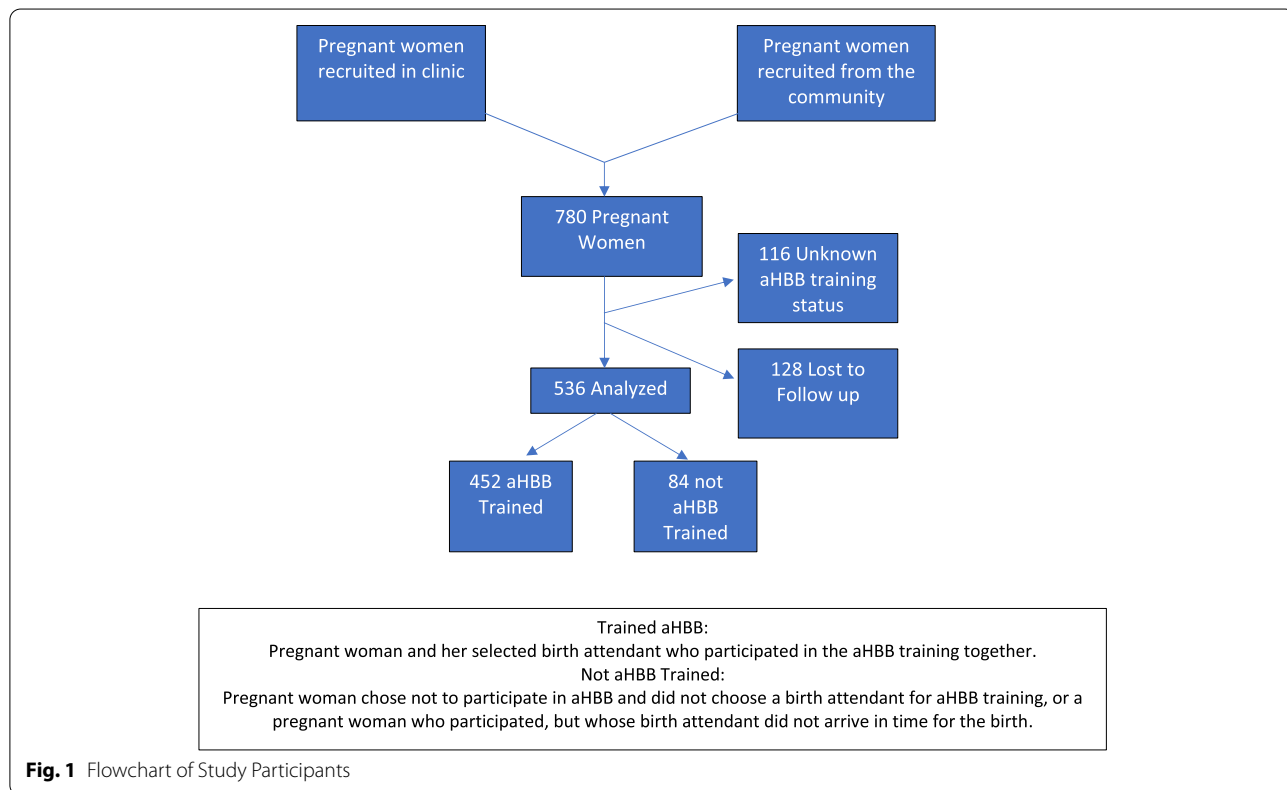 Pregnant women
recruited in clinic
Pregnant women
recruited from the
community
780 Pregnant
Women
116 Unknown
aHBB training
status
128 Lost to
Follow up
536 Analyzed
452 aHBB
Trained
84 not
aHBB
Trained
Trained aHBB:
Pregnant woman and her selected birth attendant who participated in the aHBB training together.
Not aHBB Trained:
Pregnant woman chose not to participate in aHBB and did not choose a birth attendant for aHBB training, or a
pregnant woman who participated, but whose birth attendant did not arrive in time for the birth.
Fig. 1 Flowchart of Study Participants